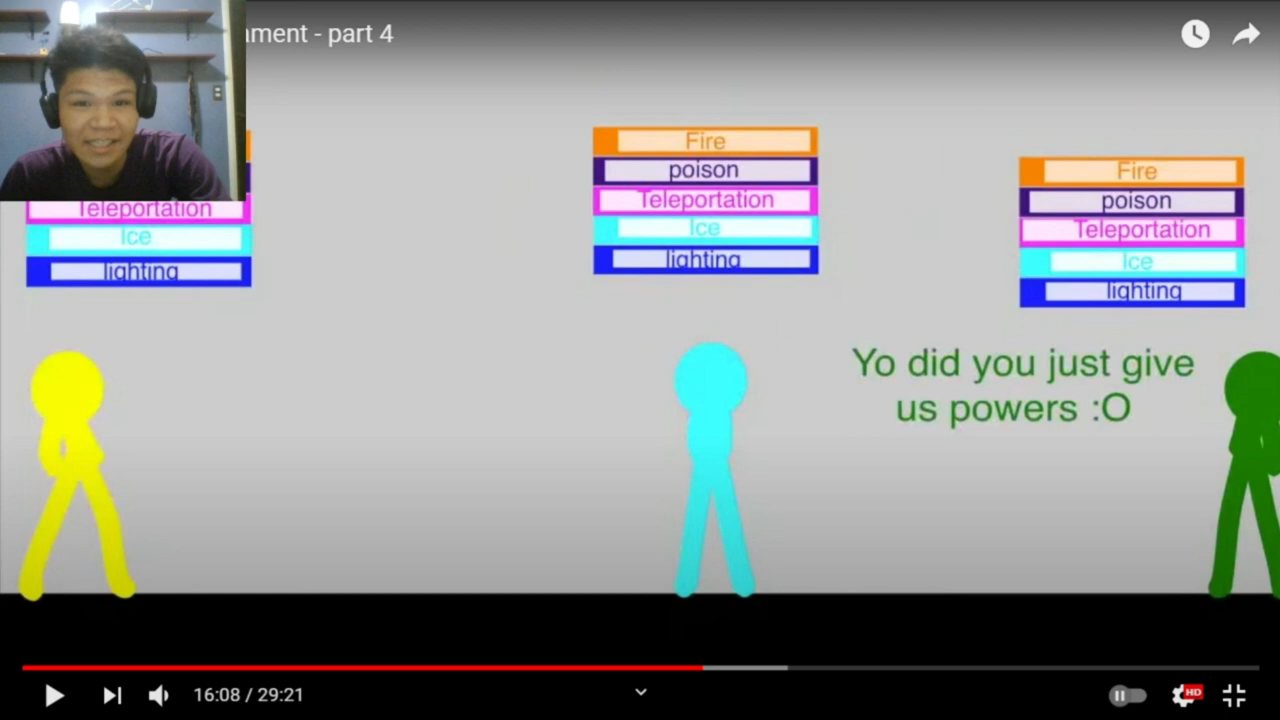 ament - part 4
Fire
poison
Teleportation
Ice
lighting
Fire
poison
Teleportation
Ice
lighting
Teleportation
Ice
lighting
Yo did you just give
us powers :O
16:08 / 29:21
HD